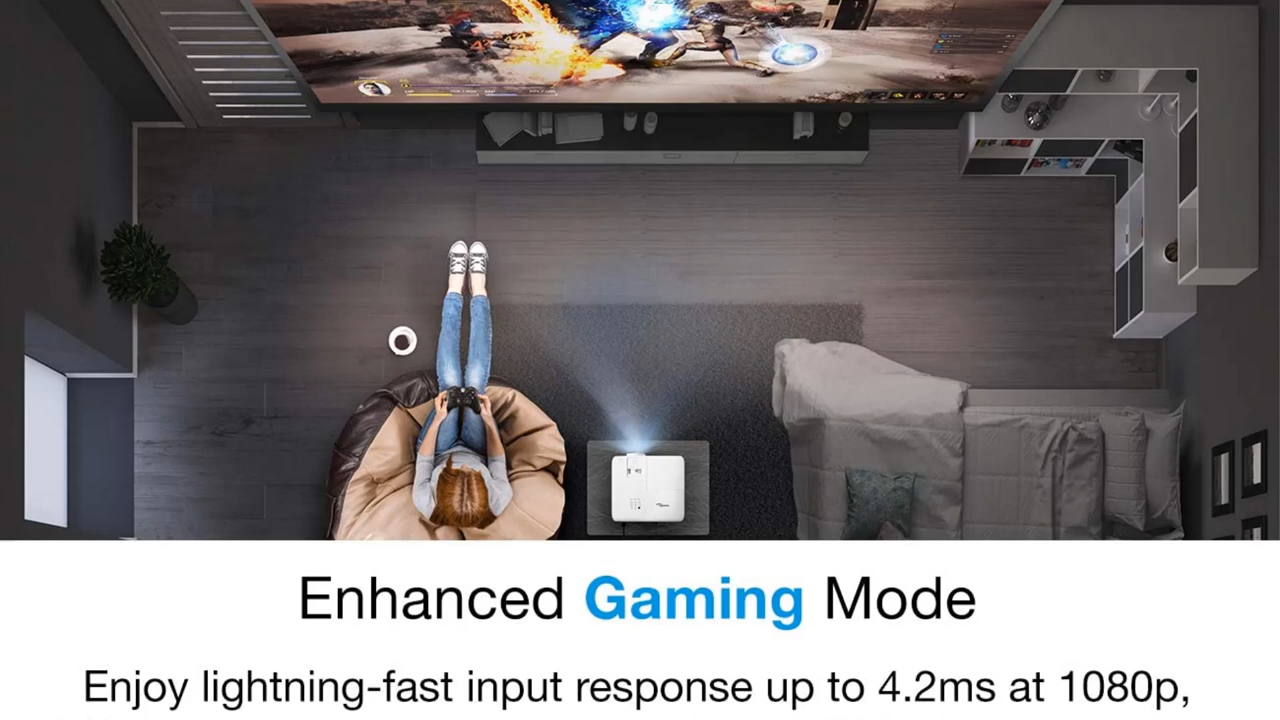 Enhanced Gaming Mode
Enjoy lightning-fast input response up to 4.2ms at 1080p,